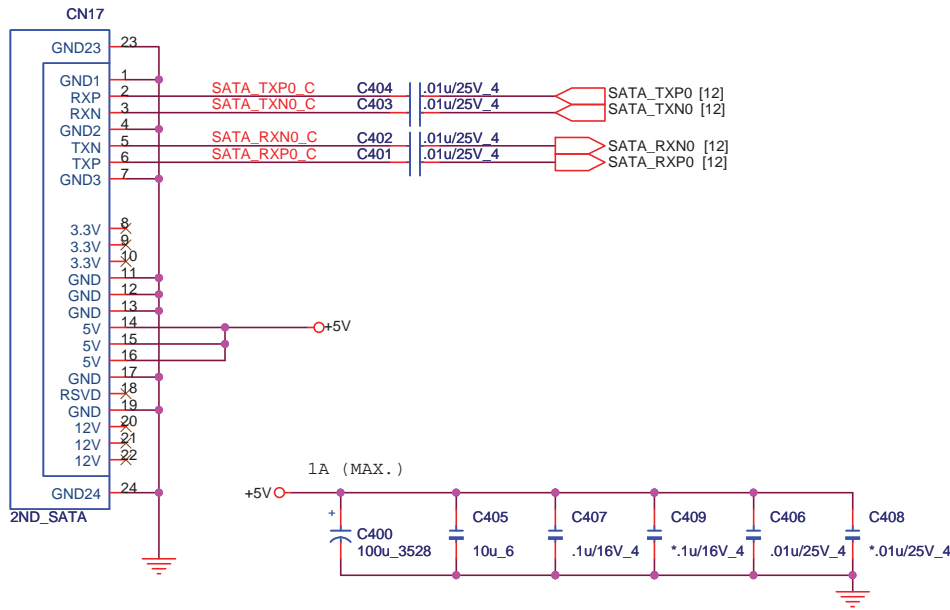 CN17
GND23 23
GND1 1
RXP 2 SATA_TXP0_C C404 .01u/25V_4 SATA_TXP0 [12]
RXN 3 SATA_TXN0_C C403 .01u/25V_4 SATA_TXN0 [12]
GND2 4
TXN 5 SATA_RXN0_C C402 .01u/25V_4 SATA_RXN0 [12]
TXP 6 SATA_RXP0_C C401 .01u/25V_4 SATA_RXP0 [12]
GND3 7
3.3V 8
3.3V 9
3.3V 10
GND 11
GND 12
GND 13
5V 14 +5V
5V 15
5V 16
GND 17
RSVD 18
GND 19
12V 20
12V 21
12V 22
GND24 24
2ND_SATA
1A (MAX.)
+5V
+ C400 C405 C407 C409 C406 C408
100u_3528 10u_6 .1u/16V_4 *.1u/16V_4 .01u/25V_4 *.01u/25V_4